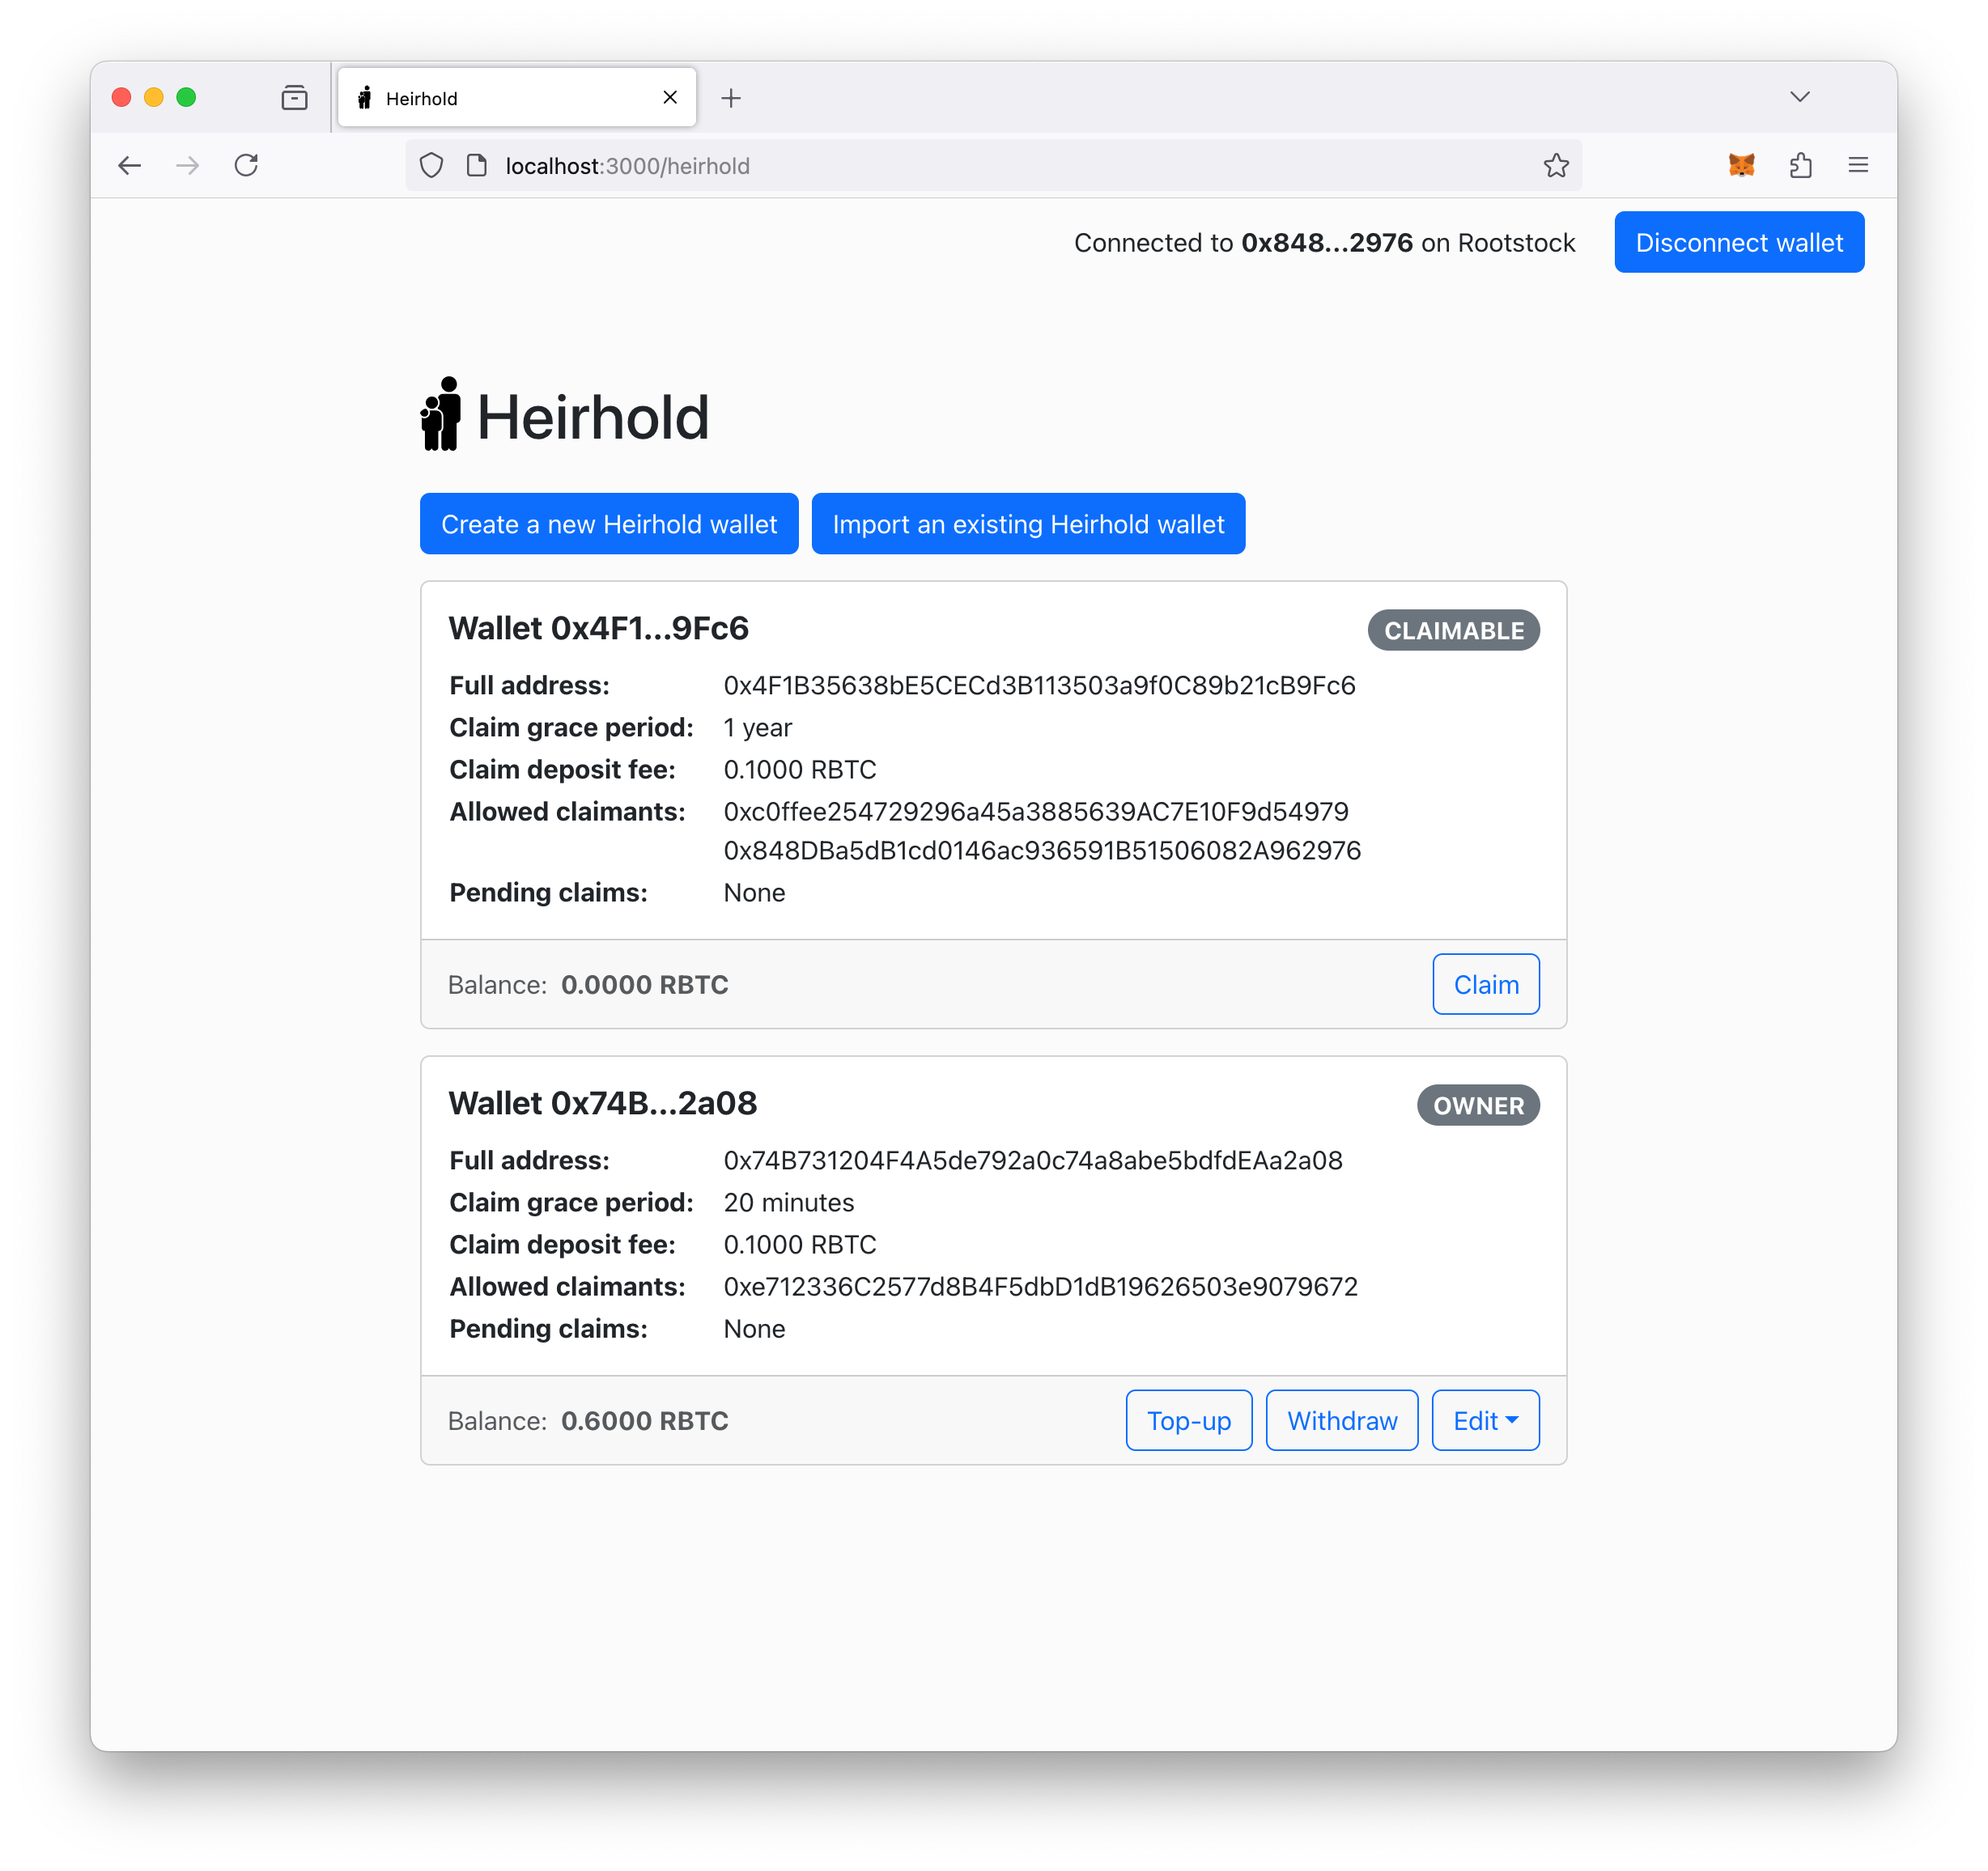 Heirhold
localhost:3000/heirhold
Connected to 0x848...2976 on Rootstock
Disconnect wallet
Heirhold
Create a new Heirhold wallet
Import an existing Heirhold wallet
Wallet 0x4F1...9Fc6
CLAIMABLE
Full address: 0x4F1B35638bE5CECd3B113503a9f0C89b21cB9Fc6
Claim grace period: 1 year
Claim deposit fee: 0.1000 RBTC
Allowed claimants: 0xc0ffee254729296a45a3885639AC7E10F9d54979
0x848DBa5dB1cd0146ac936591B51506082A962976
Pending claims: None
Balance: 0.0000 RBTC
Claim
Wallet 0x74B...2a08
OWNER
Full address: 0x74B731204F4A5de792a0c74a8abe5bdfdEAa2a08
Claim grace period: 20 minutes
Claim deposit fee: 0.1000 RBTC
Allowed claimants: 0xe712336C2577d8B4F5dbD1dB19626503e9079672
Pending claims: None
Balance: 0.6000 RBTC
Top-up
Withdraw
Edit